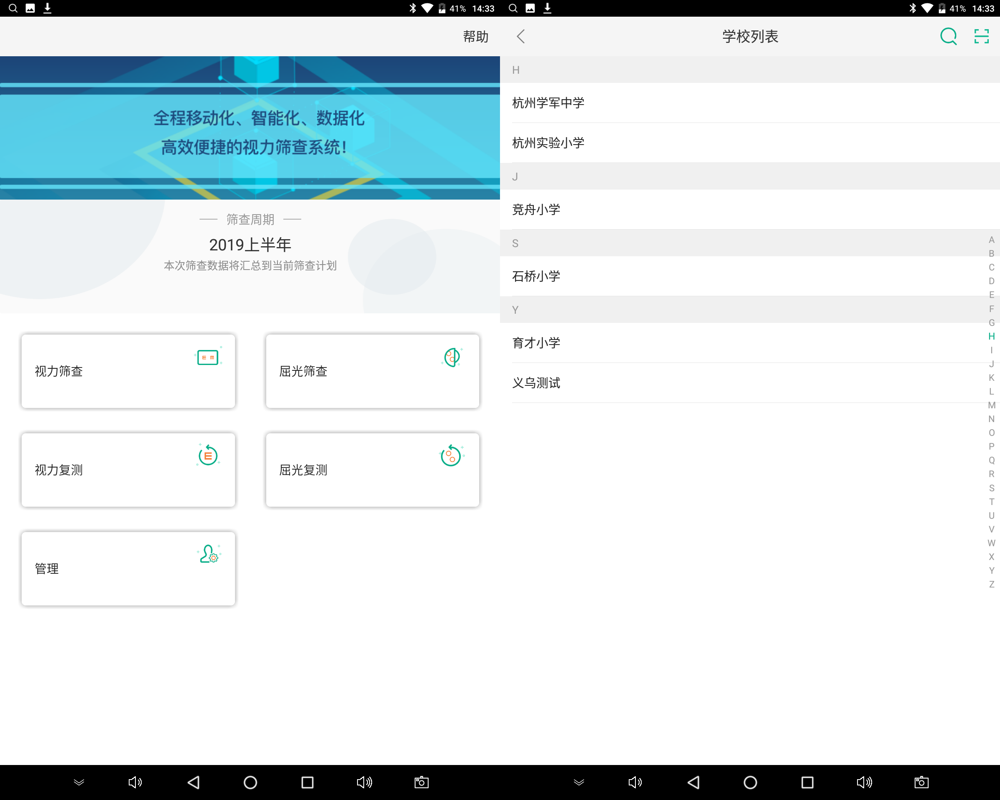 41% 14:33
帮助
全程移动化、智能化、数据化
高效便捷的视力筛查系统!
筛查周期
2019上半年
本次筛查数据将汇总到当前筛查计划
E m
视力筛查
屈光筛查
E
视力复测
屈光复测
管理
41% 14:33
学校列表
H
杭州学军中学
杭州实验小学
J
竞舟小学
S
石桥小学
Y
育才小学
义乌测试
A
B
C
D
E
F
G
H
I
J
K
L
M
N
O
P
Q
R
S
T
U
V
W
X
Y
Z